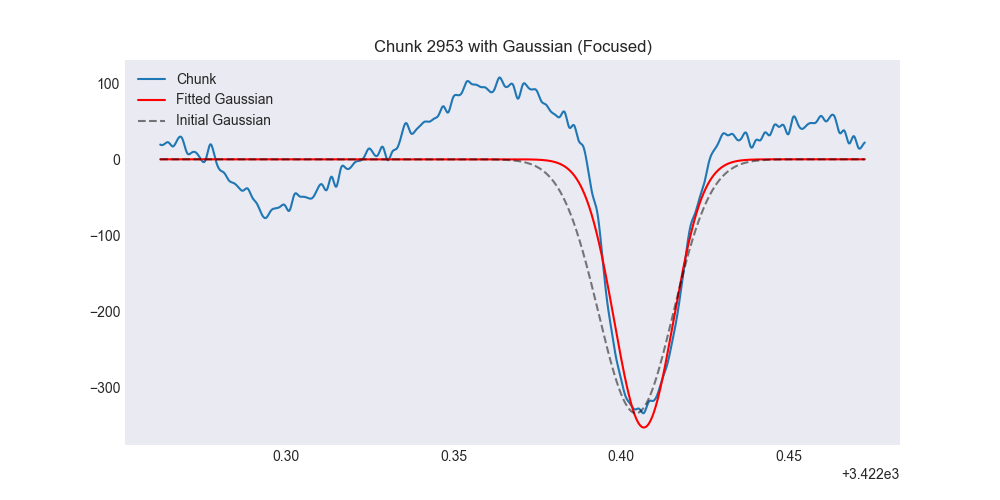 Chunk 2953 with Gaussian (Focused)
Chunk
Fitted Gaussian
Initial Gaussian
100
0
−100
−200
−300
0.30 0.35 0.40 0.45
+3.422e3